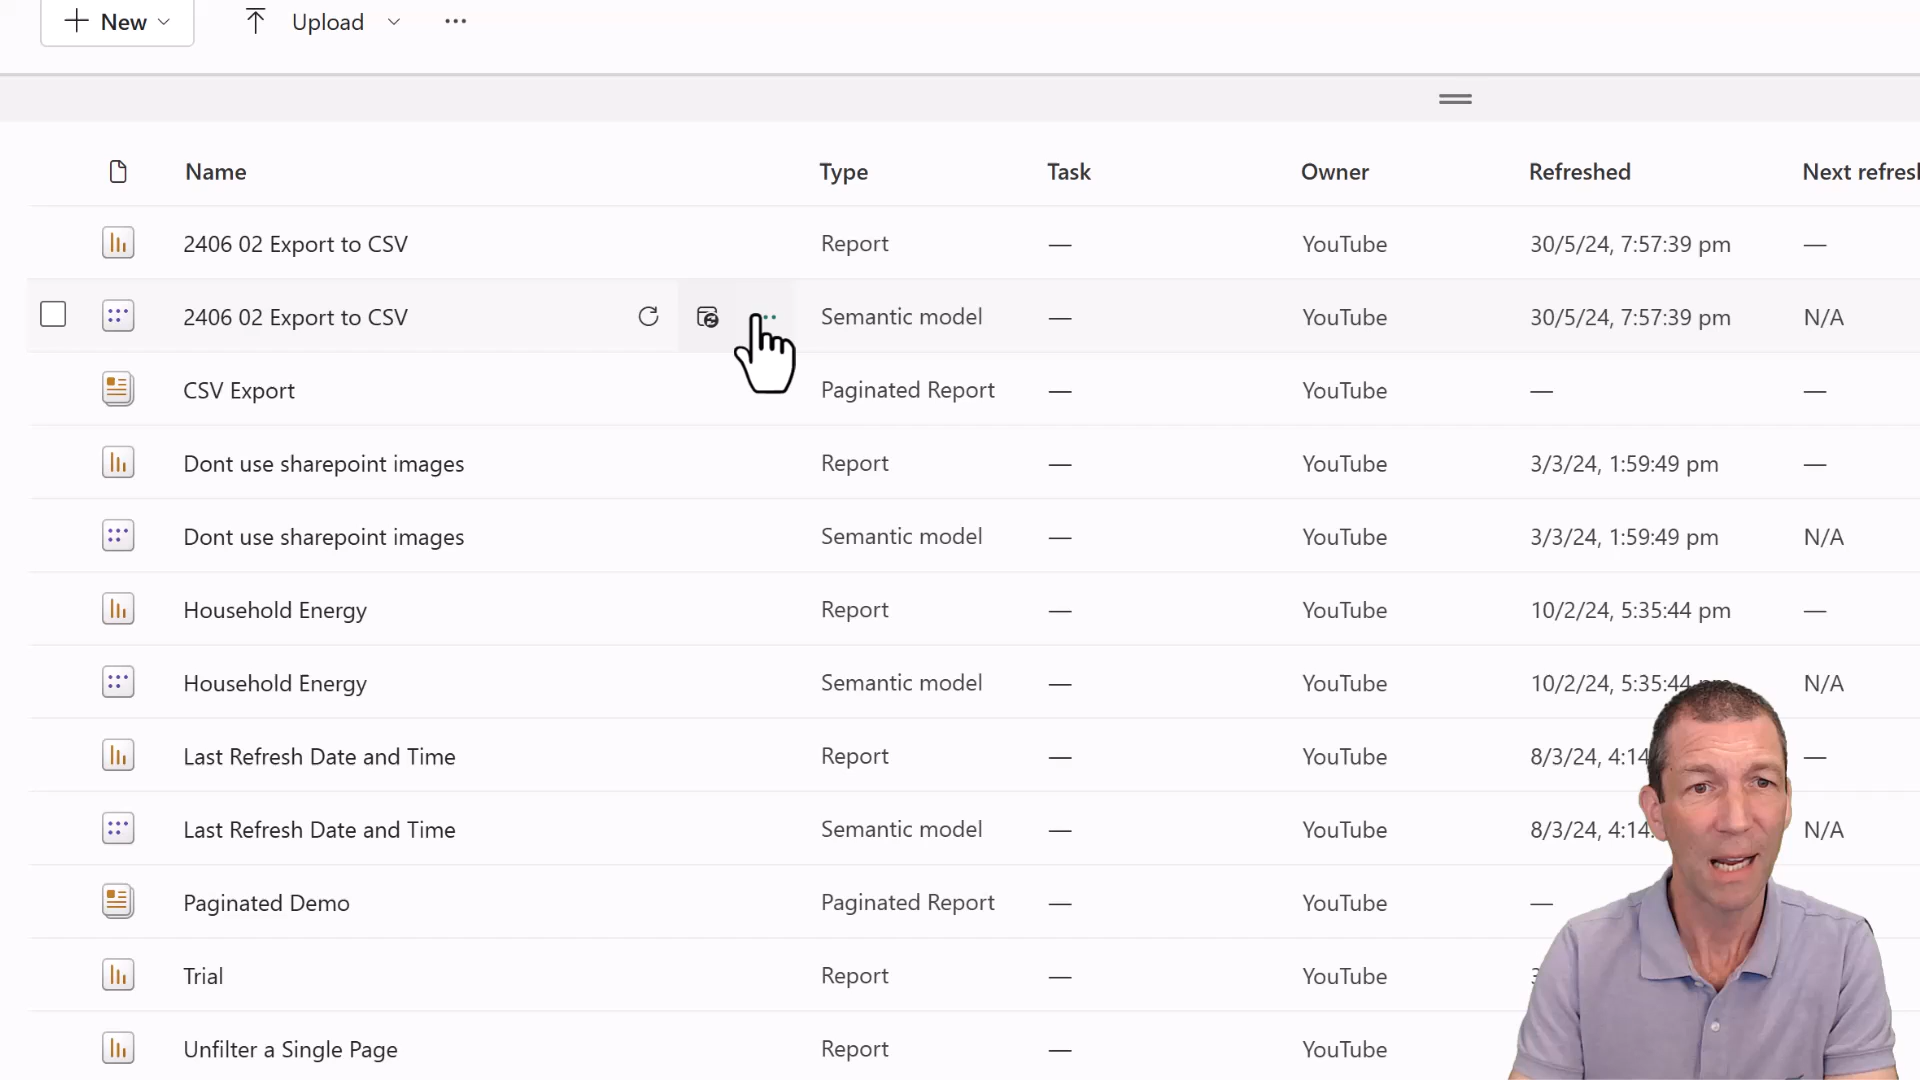 New Upload
Name Type Task Owner Refreshed Next refresh
2406 02 Export to CSV Report — YouTube 30/5/24, 7:57:39 pm —
2406 02 Export to CSV Semantic model — YouTube 30/5/24, 7:57:39 pm N/A
CSV Export Paginated Report — YouTube — —
Dont use sharepoint images Report — YouTube 3/3/24, 1:59:49 pm —
Dont use sharepoint images Semantic model — YouTube 3/3/24, 1:59:49 pm N/A
Household Energy Report — YouTube 10/2/24, 5:35:44 pm —
Household Energy Semantic model — YouTube 10/2/24, 5:35:44 N/A
Last Refresh Date and Time Report — YouTube 8/3/24, 4:14 —
Last Refresh Date and Time Semantic model — YouTube 8/3/24, 4:14 N/A
Paginated Demo Paginated Report — YouTube —
Trial Report — YouTube
Unfilter a Single Page Report — YouTube